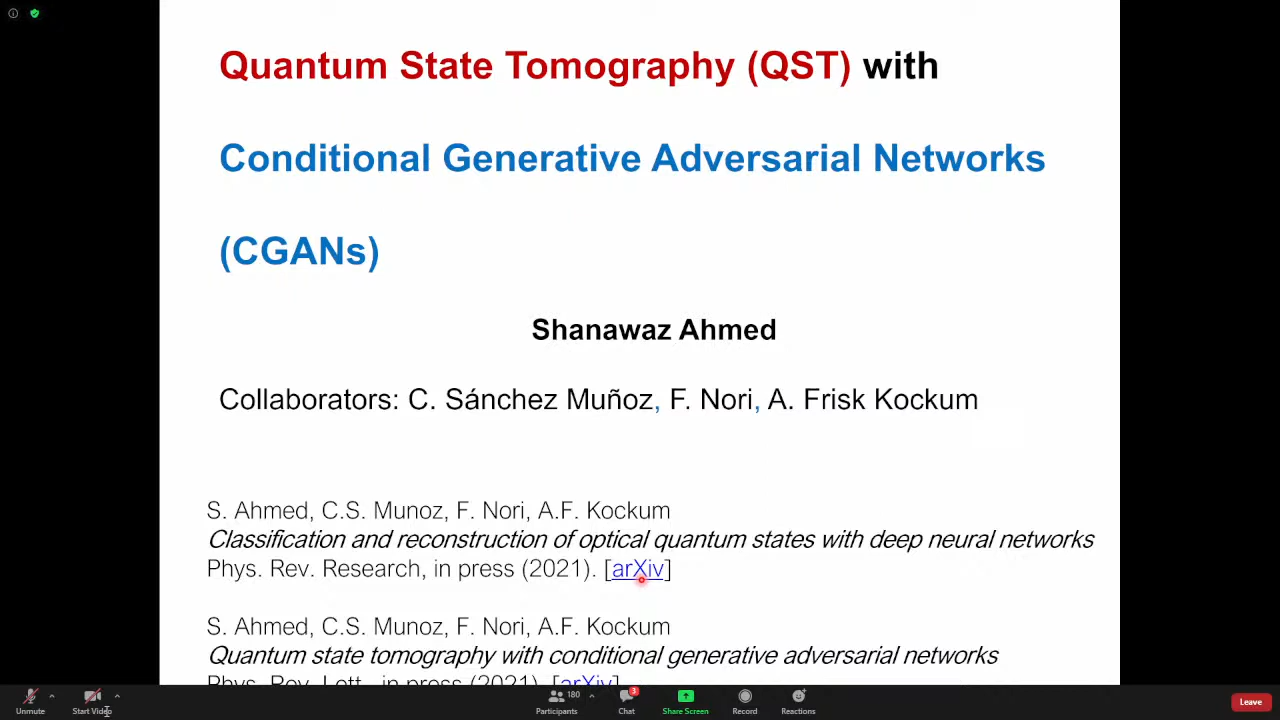 Quantum State Tomography (QST) with
Conditional Generative Adversarial Networks
(CGANs)
Shanawaz Ahmed
Collaborators: C. Sánchez Muñoz, F. Nori, A. Frisk Kockum
S. Ahmed, C.S. Munoz, F. Nori, A.F. Kockum
Classification and reconstruction of optical quantum states with deep neural networks
Phys. Rev. Research, in press (2021). [arXiv]
S. Ahmed, C.S. Munoz, F. Nori, A.F. Kockum
Quantum state tomography with conditional generative adversarial networks
Phys. Rev. Lett., in press (2021). [arXiv]
Unmute
Start Video
180
Participants
3
Chat
Share Screen
Record
Reactions
Leave